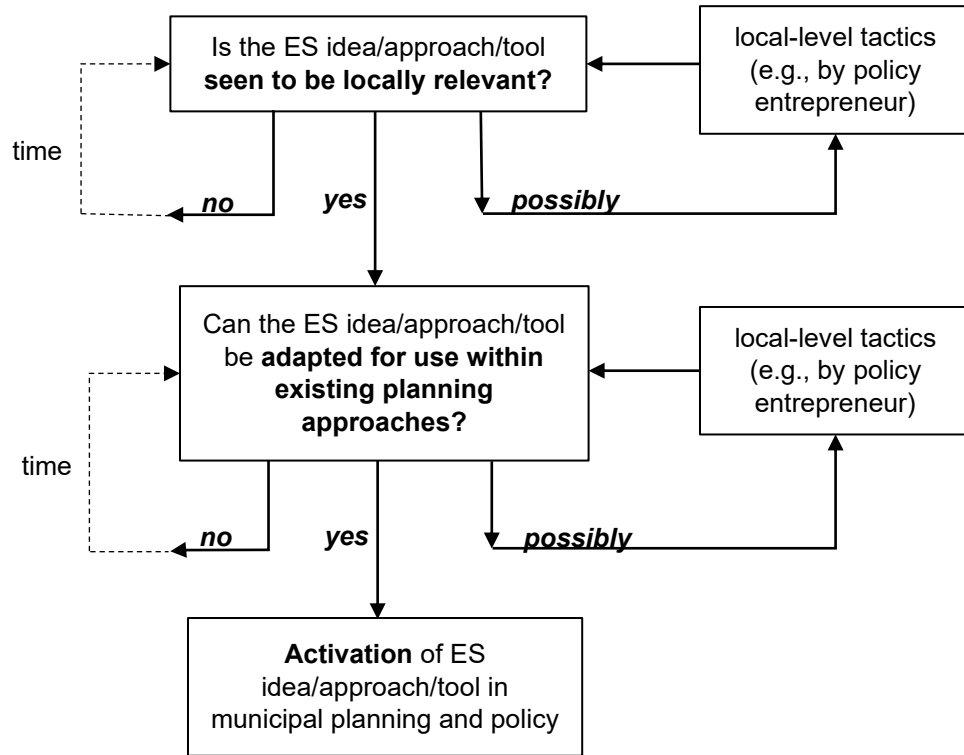 Is the ES idea/approach/tool
seen to be locally relevant?
local-level tactics
(e.g., by policy
entrepreneur)
time
no
yes
possibly
Can the ES idea/approach/tool
be adapted for use within
existing planning
approaches?
local-level tactics
(e.g., by policy
entrepreneur)
time
no
yes
possibly
Activation of ES
idea/approach/tool in
municipal planning and policy